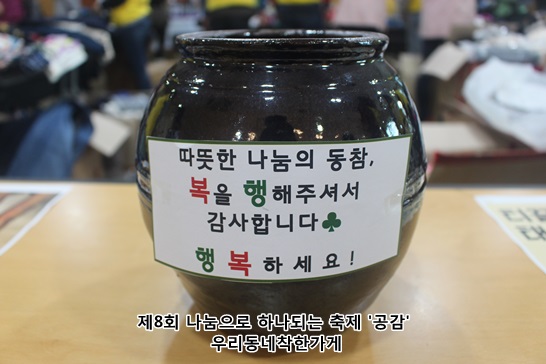 따뜻한 나눔의 동참,
복을 행해주셔서
감사합니다♣
행 복 하 세 요 !
제8회 나눔으로 하나되는 축제 '공감'
우리동네착한가게